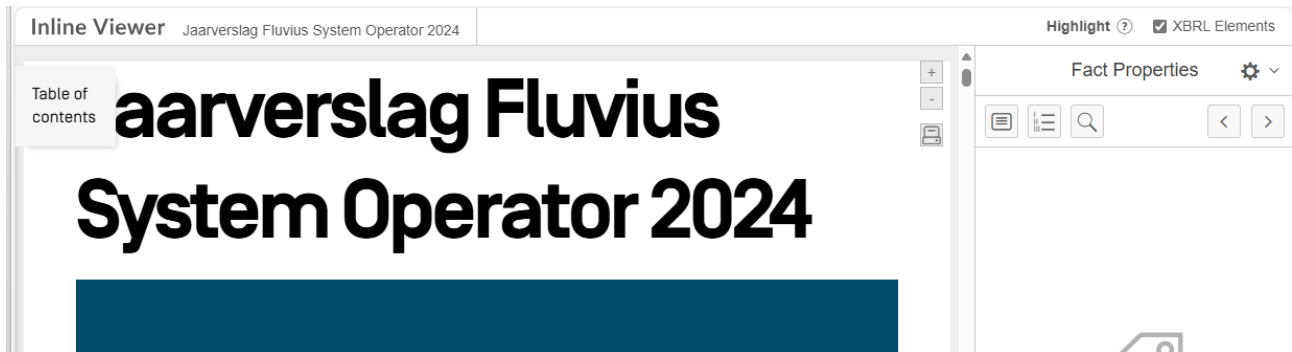 Inline Viewer Jaarverslag Fluvius System Operator 2024
Highlight ? XBRL Elements
Table of
contents
aarverslag Fluvius
System Operator 2024
+
-
Fact Properties